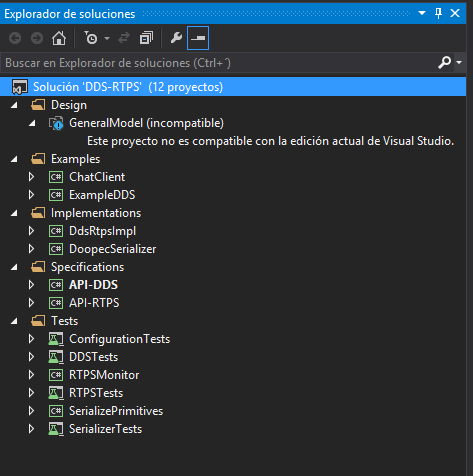 Explorador de soluciones
Buscar en Explorador de soluciones (Ctrl+´)
Solución 'DDS-RTPS' (12 proyectos)
Design
GeneralModel (incompatible)
Este proyecto no es compatible con la edición actual de Visual Studio.
Examples
C# ChatClient
C# ExampleDDS
Implementations
C# DdsRtpsImpl
C# DoopecSerializer
Specifications
C# API-DDS
C# API-RTPS
Tests
ConfigurationTests
DDSTests
C# RTPSMonitor
RTPSTests
C# SerializePrimitives
SerializerTests